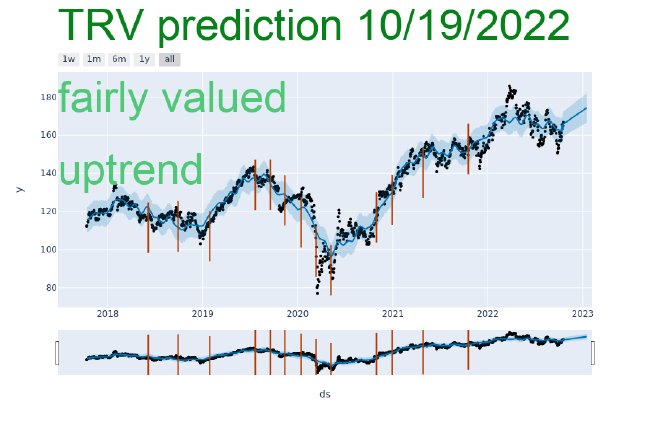 TRV prediction 10/19/2022
1w 1m 6m 1y all
fairly valued
uptrend
180
160
140
120
100
80
y
2018 2019 2020 2021 2022 2023
ds